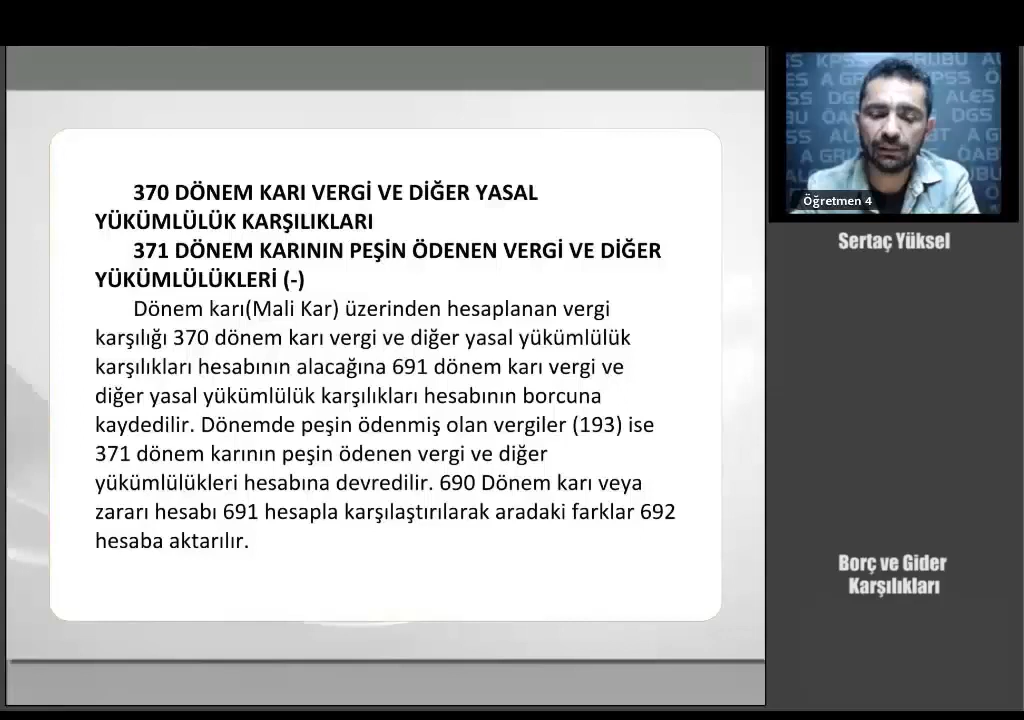 370 DÖNEM KARI VERGİ VE DİĞER YASAL
YÜKÜMLÜLÜK KARŞILIKLARI
371 DÖNEM KARININ PEŞİN ÖDENEN VERGİ VE DİĞER
YÜKÜMLÜLÜKLERİ (-)
Dönem karı(Mali Kar) üzerinden hesaplanan vergi
karşılığı 370 dönem karı vergi ve diğer yasal yükümlülük
karşılıkları hesabının alacağına 691 dönem karı vergi ve
diğer yasal yükümlülük karşılıkları hesabının borcuna
kaydedilir. Dönemde peşin ödenmiş olan vergiler (193) ise
371 dönem karının peşin ödenen vergi ve diğer
yükümlülükleri hesabına devredilir. 690 Dönem karı veya
zararı hesabı 691 hesapla karşılaştırılarak aradaki farklar 692
hesaba aktarılır.
Öğretmen 4
Sertaç Yüksel
Borç ve Gider
Karşılıkları